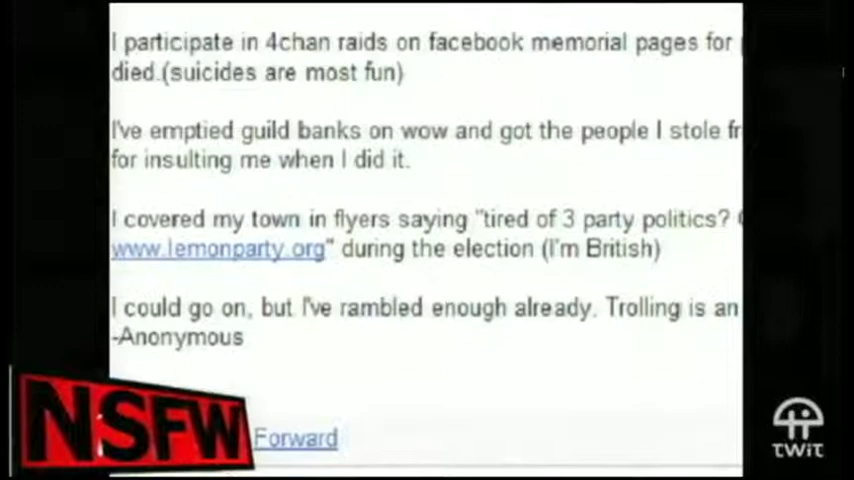 I participate in 4chan raids on facebook memorial pages for
died.(suicides are most fun)
I've emptied guild banks on wow and got the people I stole fr
for insulting me when I did it.
I covered my town in flyers saying "tired of 3 party politics?
www.lemonparty.org" during the election (I'm British)
I could go on, but I've rambled enough already. Trolling is an
-Anonymous
Forward
NSFW
TWiT